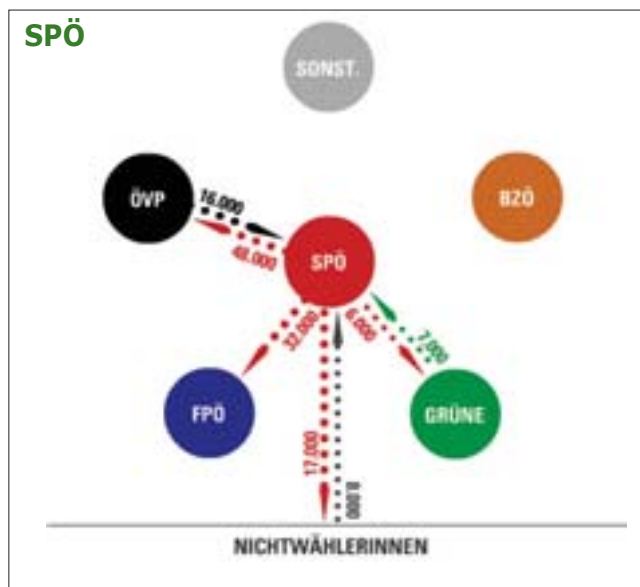 SPÖ
SONST.
ÖVP
BZÖ
16.000
48.000
SPÖ
32.000
6.000
7.000
FPÖ
GRÜNE
17.000
8.000
NICHTWÄHLERINNEN